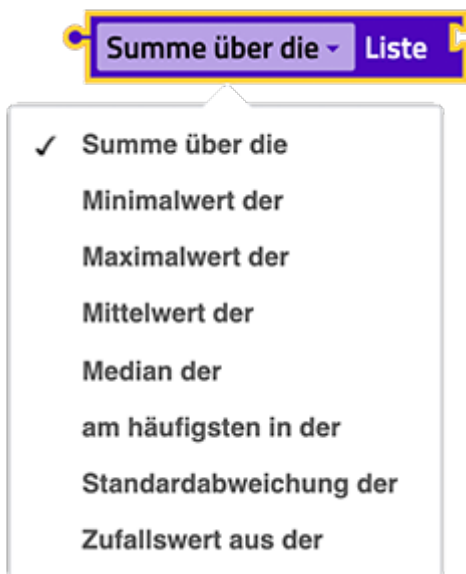 Summe über die Liste
Summe über die
Minimalwert der
Maximalwert der
Mittelwert der
Median der
am häufigsten in der
Standardabweichung der
Zufallswert aus der